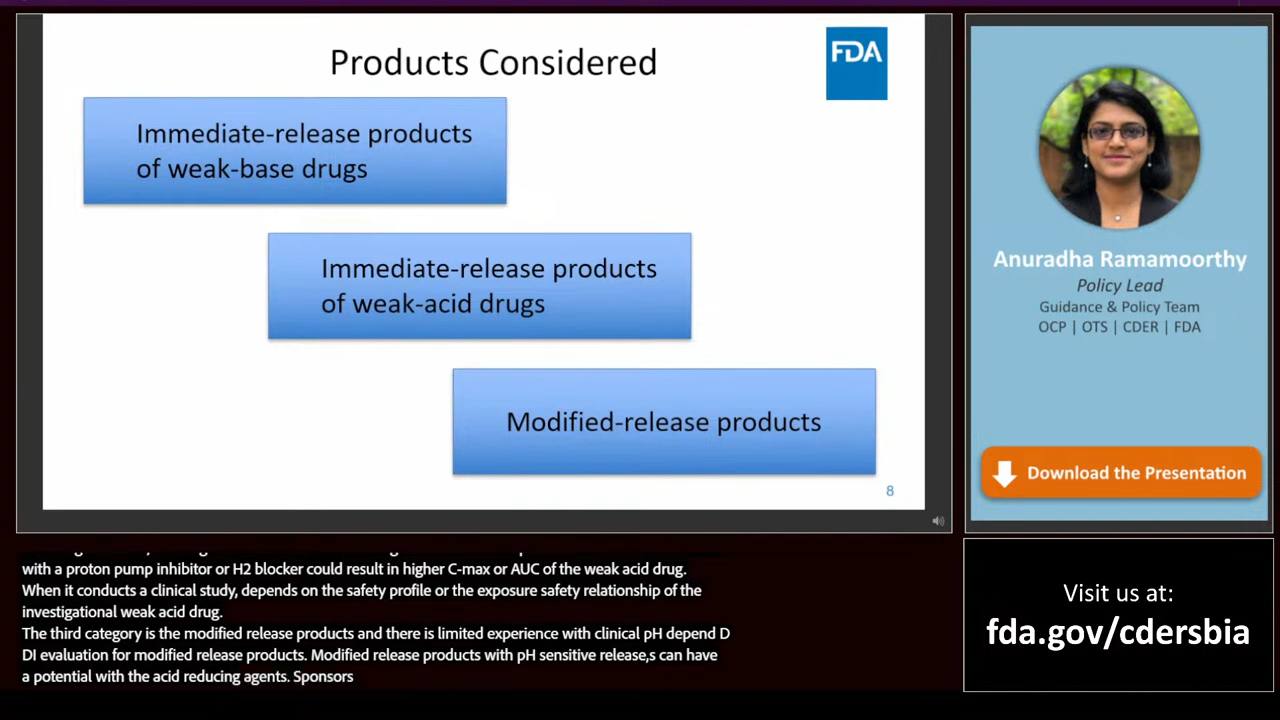 Products Considered
FDA
Immediate-release products
of weak-base drugs
Immediate-release products
of weak-acid drugs
Modified-release products
8
Anuradha Ramamoorthy
Policy Lead
Guidance & Policy Team
OCP | OTS | CDER | FDA
Download the Presentation
with a proton pump inhibitor or H2 blocker could result in higher C-max or AUC of the weak acid drug.
When it conducts a clinical study, depends on the safety profile or the exposure safety relationship of the
investigational weak acid drug.
The third category is the modified release products and there is limited experience with clinical pH depend D
DI evaluation for modified release products. Modified release products with pH sensitive release,s can have
a potential with the acid reducing agents. Sponsors
Visit us at:
fda.gov/cdersbia